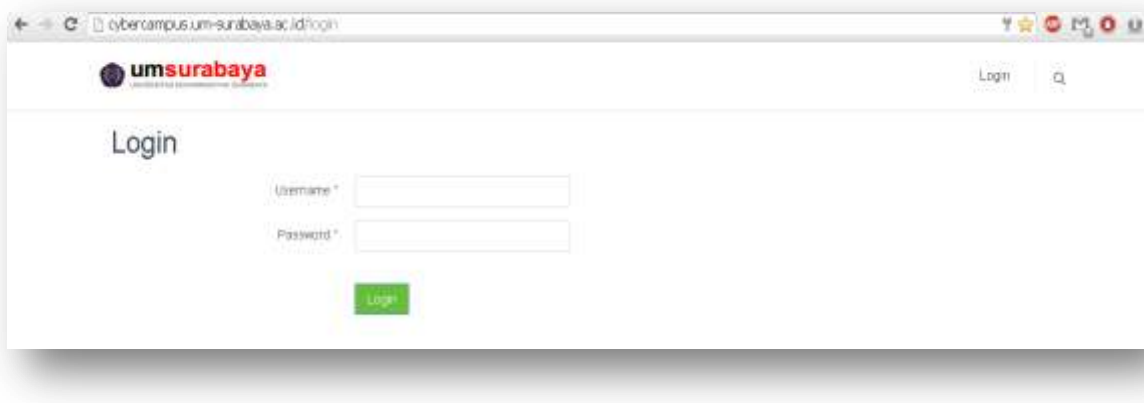 cybercampus.um-surabaya.ac.id/login
umsurabaya
Login
Login
Username *
Password *
Login